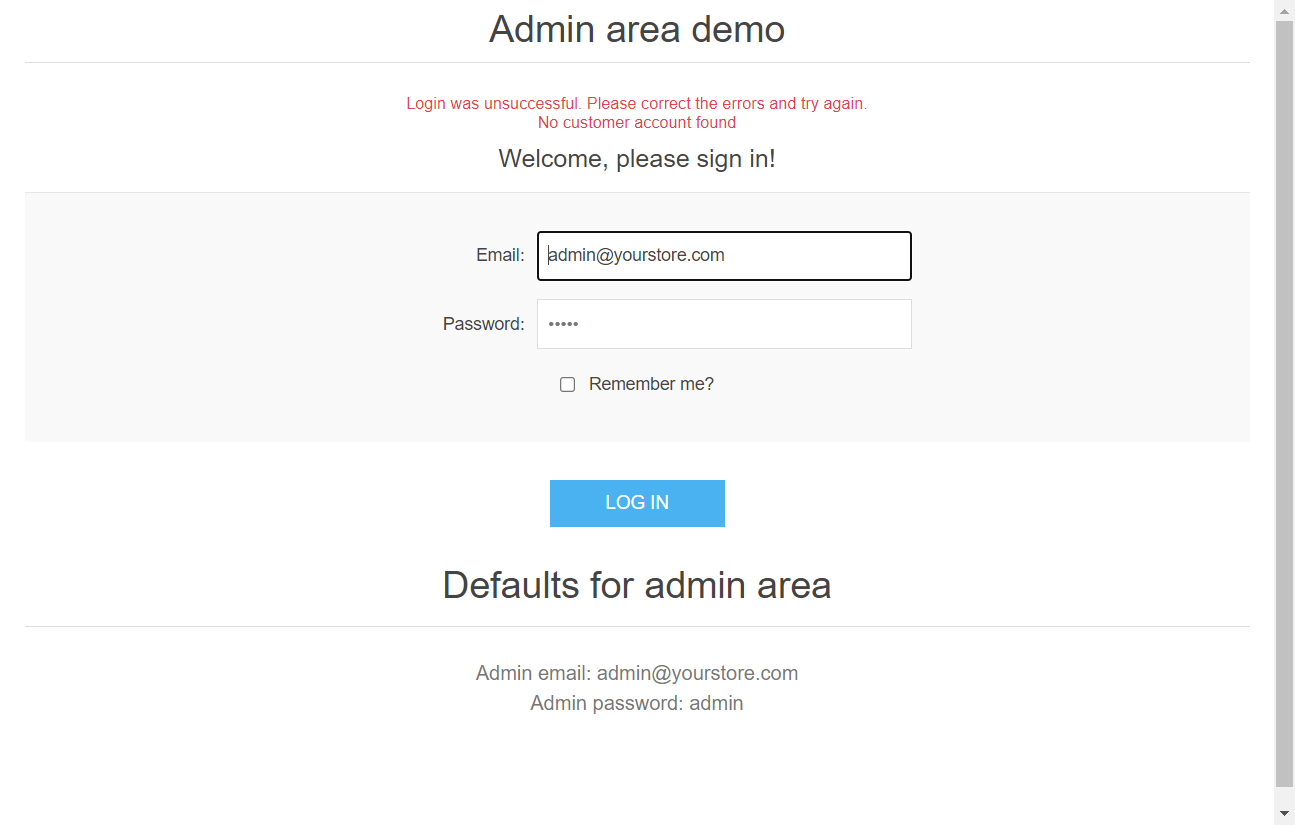 Admin area demo
Login was unsuccessful. Please correct the errors and try again.
No customer account found
Welcome, please sign in!
Email: admin@yourstore.com
Password: •••••
Remember me?
LOG IN
Defaults for admin area
Admin email: admin@yourstore.com
Admin password: admin